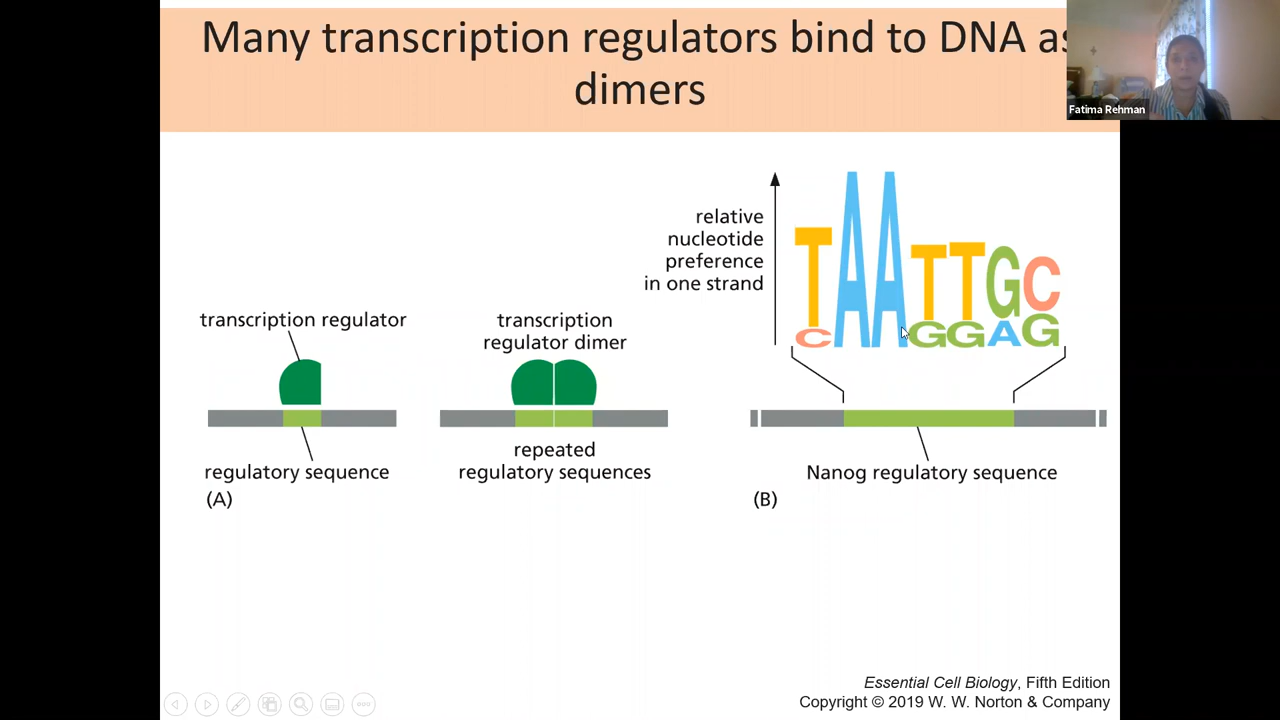 Many transcription regulators bind to DNA as
dimers
Fatima Rehman
relative
nucleotide
preference
in one strand
TAATTGC
C GGAG
transcription regulator
transcription
regulator dimer
regulatory sequence
(A)
repeated
regulatory sequences
Nanog regulatory sequence
(B)
Essential Cell Biology, Fifth Edition
Copyright © 2019 W. W. Norton & Company